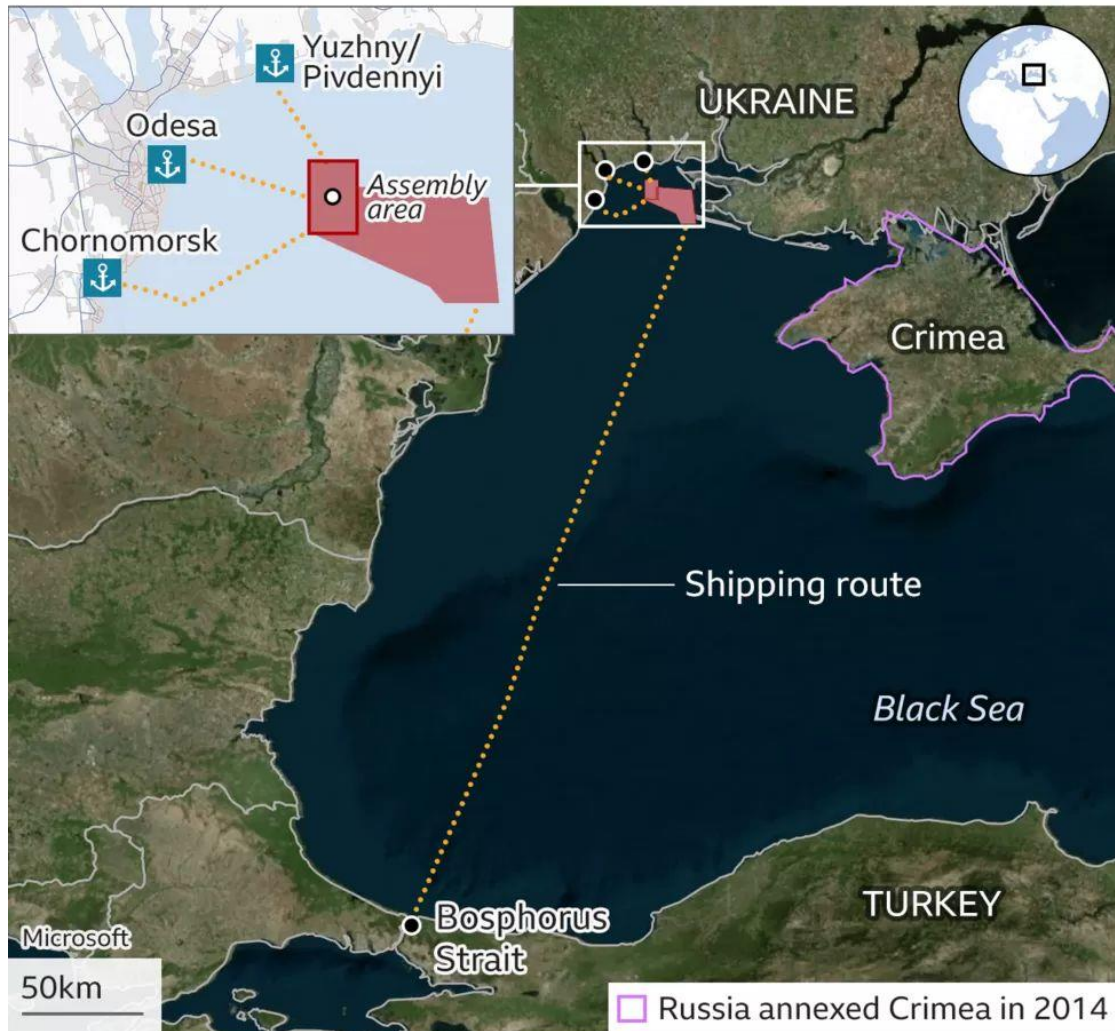 Yuzhny/
Pivdennyi
Odesa
Assembly
area
Chornomorsk
UKRAINE
Crimea
Shipping route
Black Sea
Bosphorus
Strait
TURKEY
Microsoft
50km
Russia annexed Crimea in 2014